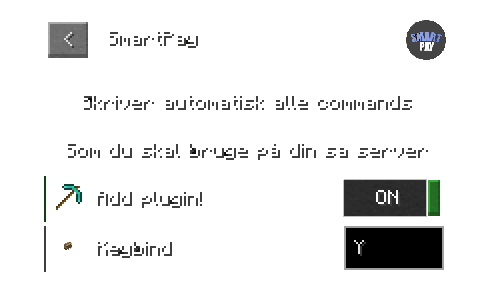 SmartPay
SMART
PAY
Skriver automatisk alle commands
Som du skal bruge på din sa server
Add plugin!
ON
Keybind
Y